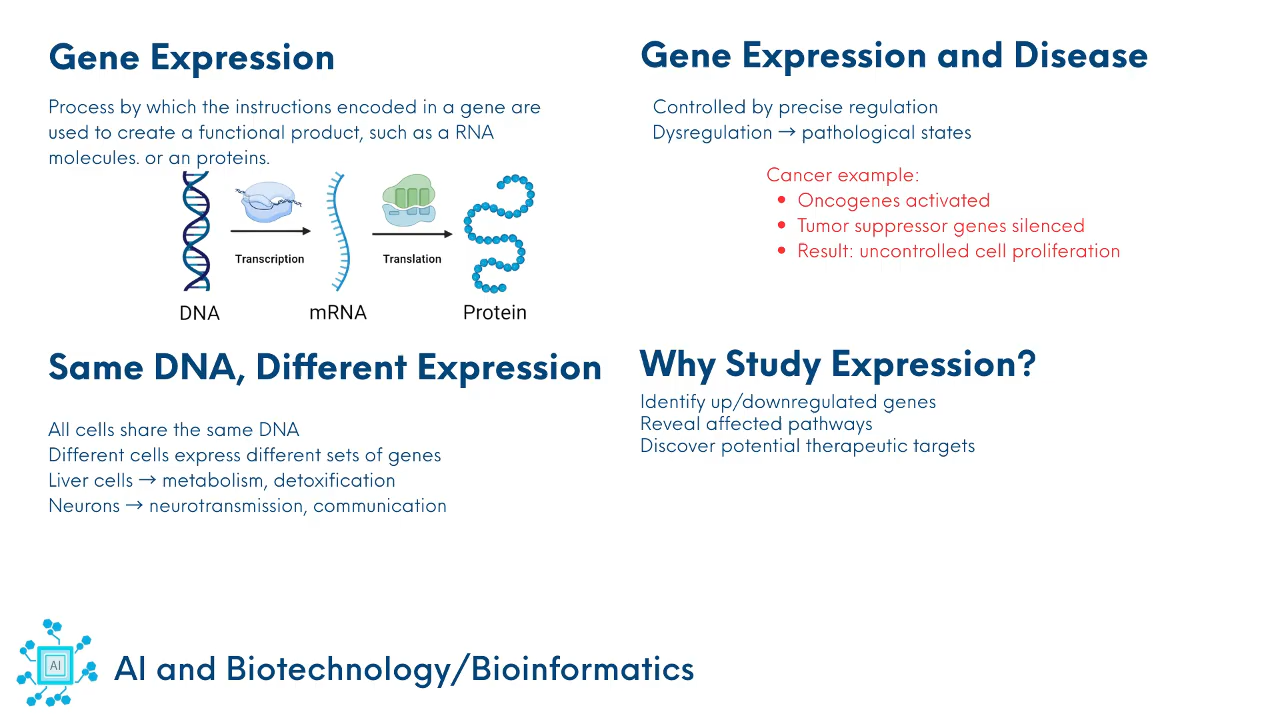 Gene Expression
Process by which the instructions encoded in a gene are
used to create a functional product, such as a RNA
molecules. or an proteins.
Transcription
Translation
DNA
mRNA
Protein
Gene Expression and Disease
Controlled by precise regulation
Dysregulation → pathological states
Cancer example:
• Oncogenes activated
• Tumor suppressor genes silenced
• Result: uncontrolled cell proliferation
Same DNA, Different Expression
All cells share the same DNA
Different cells express different sets of genes
Liver cells → metabolism, detoxification
Neurons → neurotransmission, communication
Why Study Expression?
Identify up/downregulated genes
Reveal affected pathways
Discover potential therapeutic targets
AI
AI and Biotechnology/Bioinformatics